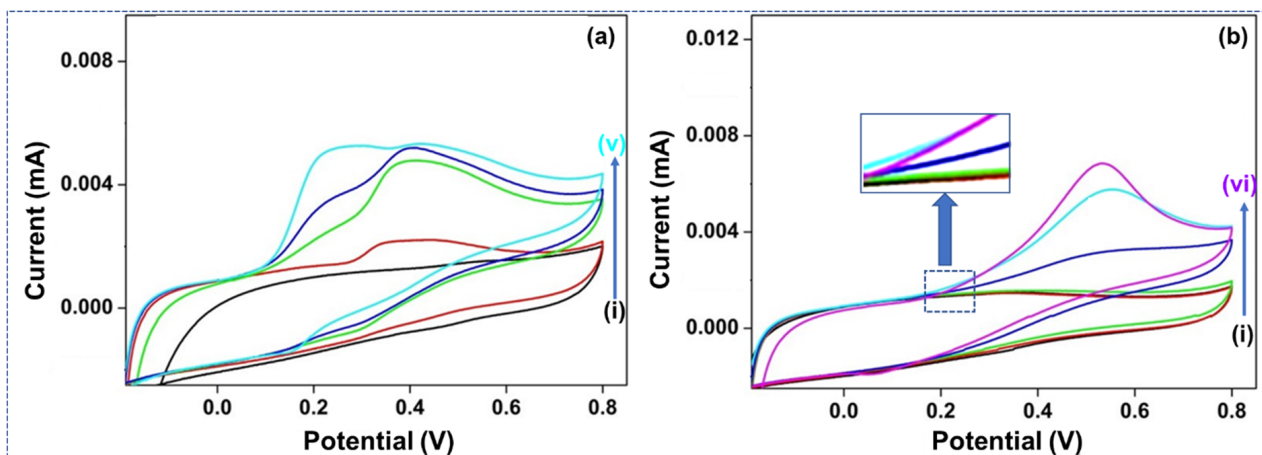 (a)
0.008
0.004
0.000
Current (mA)
(v)
(i)
0.0 0.2 0.4 0.6 0.8
Potential (V)
(b)
0.012
0.008
0.004
0.000
Current (mA)
(vi)
(i)
0.0 0.2 0.4 0.6 0.8
Potential (V)